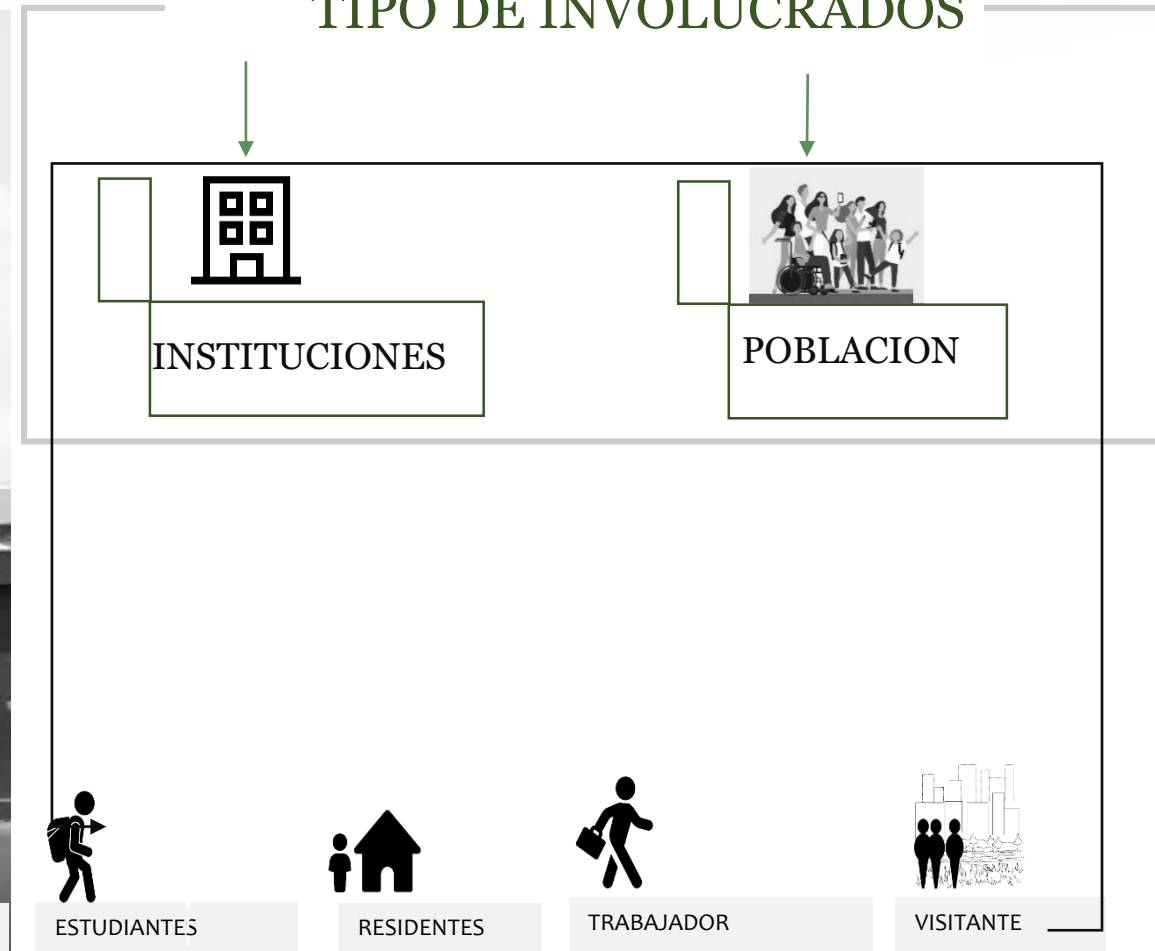 TIPO DE INVOLUCRADOS
INSTITUCIONES
POBLACION
ESTUDIANTES
RESIDENTES
TRABAJADOR
VISITANTE